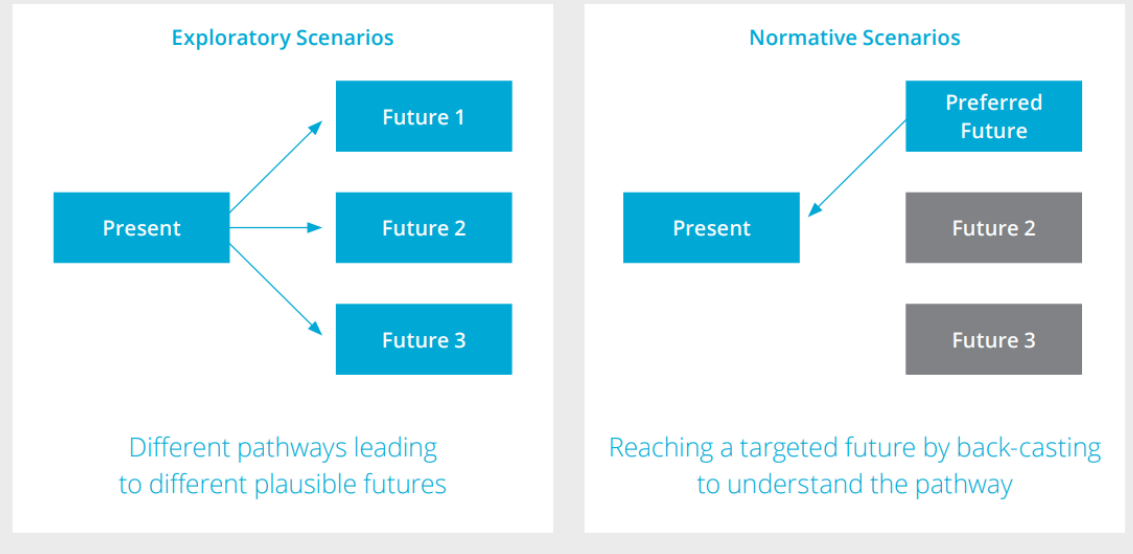 Exploratory Scenarios
Future 1
Present
Future 2
Future 3
Different pathways leading
to different plausible futures
Normative Scenarios
Preferred
Future
Present
Future 2
Future 3
Reaching a targeted future by back-casting
to understand the pathway